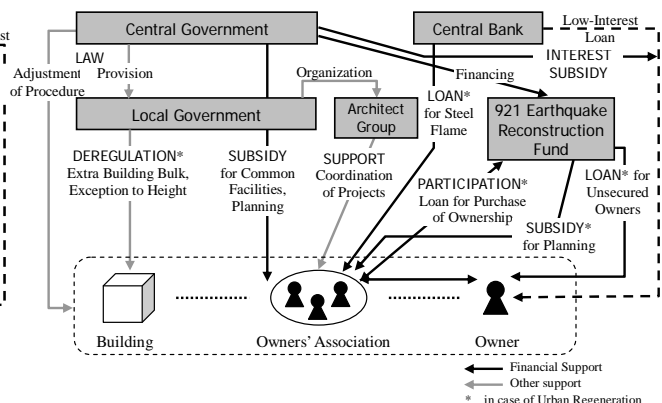 Central Government
Central Bank
Low-Interest
Loan
st
LAW
Adjustment
of Procedure
Provision
Organization
Financing
INTEREST
SUBSIDY
Local Government
Architect
Group
LOAN*
for Steel
Flame
921 Earthquake
Reconstruction
Fund
DEREGULATION*
Extra Building Bulk,
Exception to Height
SUBSIDY
for Common
Facilities,
Planning
SUPPORT
Coordination
of Projects
PARTICIPATION*
Loan for Purchase
of Ownership
LOAN* for
Unsecured
Owners
SUBSIDY*
for Planning
Building
Owners' Association
Owner
Financial Support
Other support
* in case of Urban Regeneration